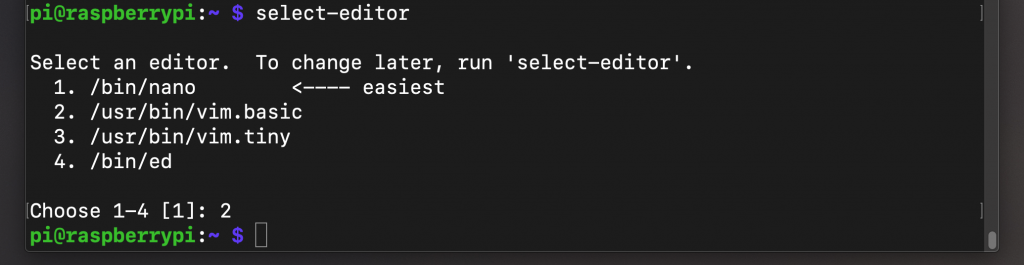 pi@raspberrypi:~ $ select-editor
Select an editor.  To change later, run 'select-editor'.
  1. /bin/nano        <---- easiest
  2. /usr/bin/vim.basic
  3. /usr/bin/vim.tiny
  4. /bin/ed
Choose 1-4 [1]: 2
pi@raspberrypi:~ $